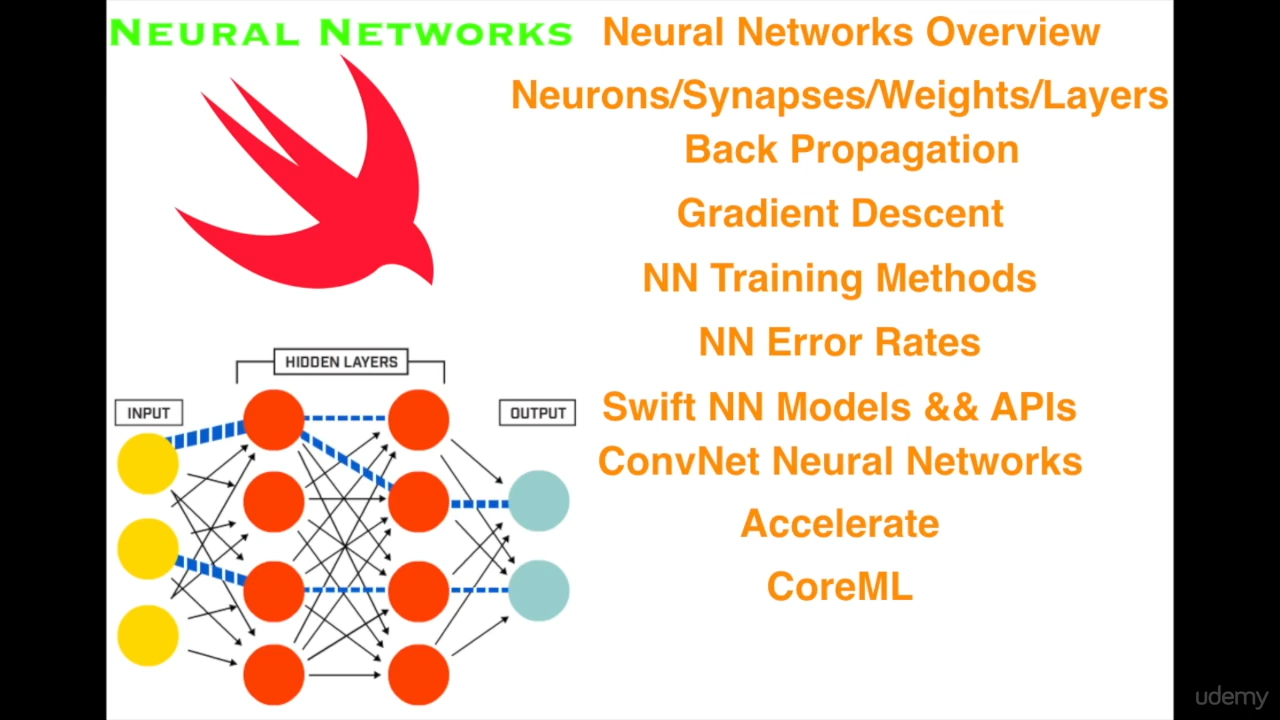 NEURAL NETWORKS
Neural Networks Overview
Neurons/Synapses/Weights/Layers
Back Propagation
Gradient Descent
NN Training Methods
NN Error Rates
Swift NN Models && APIs
ConvNet Neural Networks
Accelerate
CoreML
HIDDEN LAYERS
INPUT
OUTPUT
udemy